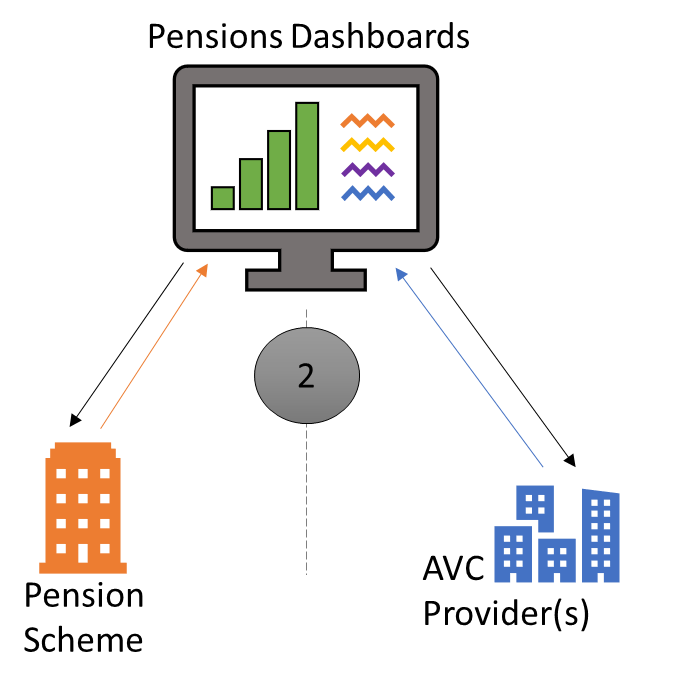 Pensions Dashboards
2
Pension
Scheme
AVC
Provider(s)